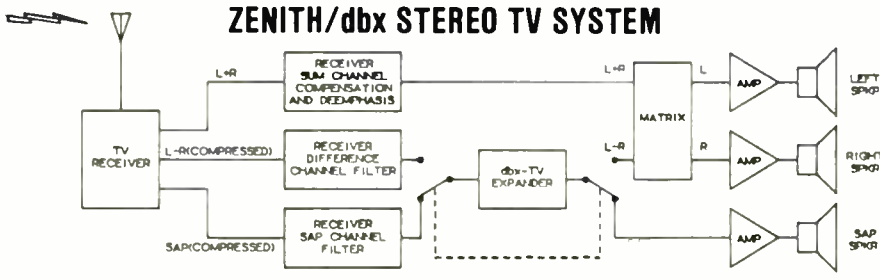 ZENITH/dbx STEREO TV SYSTEM
TV
RECEIVER
L+R
L-R(COMPRESSED)
SAP(COMPRESSED)
RECEIVER
SUM CHANNEL
COMPENSATION
AND DEEMPHASIS
RECEIVER
DIFFERENCE
CHANNEL FILTER
RECEIVER
SAP CHANNEL
FILTER
dbx-TV
EXPANDER
L+R
L-R
MATRIX
L
R
AMP
AMP
AMP
LEFT
SPKR
RIGHT
SPKR
SAP
SPKR